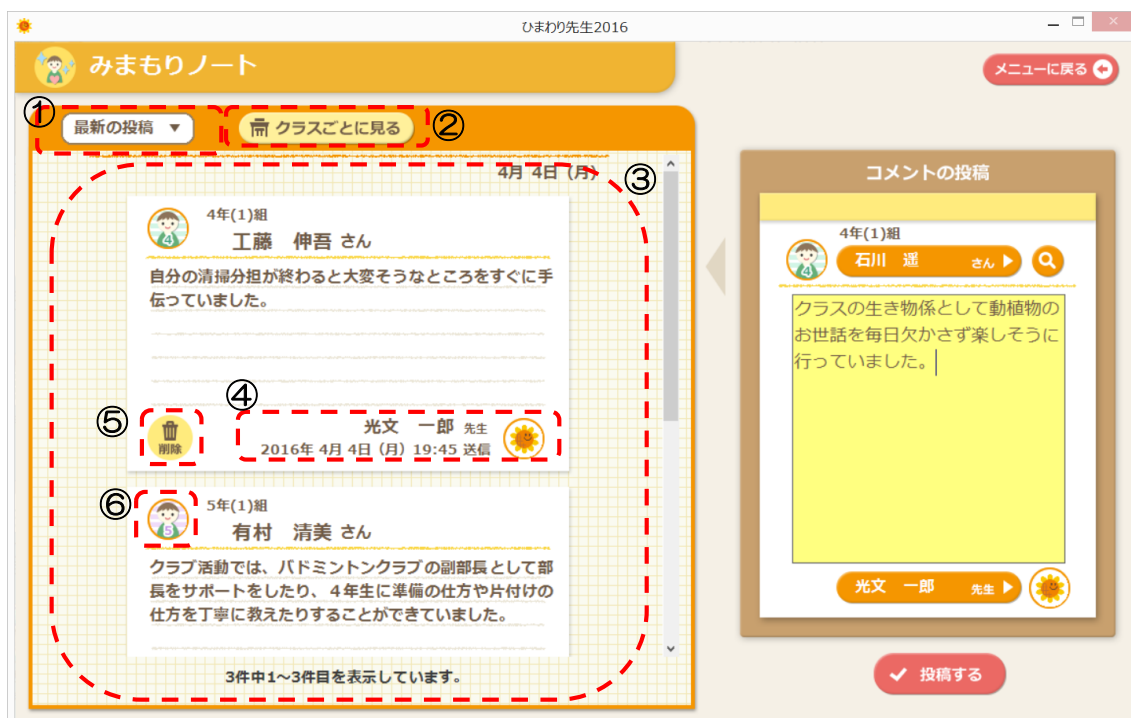 ひまわり先生2016
みまもりノート
メニューに戻る
①
最新の投稿 ▼
クラスごとに見る
②
4月 4日 (月)
③
4年(1)組
4
工藤 伸吾 さん
自分の清掃分担が終わると大変そうなところをすぐに手
伝っていました。
④
⑤
削除
光文 一郎 先生
2016年 4月 4日 (月) 19:45 送信
⑥
5年(1)組
5
有村 清美 さん
クラブ活動では、バドミントンクラブの副部長として部
長をサポートをしたり、４年生に準備の仕方や片付けの
仕方を丁寧に教えたりすることができていました。
3件中1～3件目を表示しています。
コメントの投稿
4年(1)組
4
石川 遥 さん
クラスの生き物係として動植物の
お世話を毎日欠かさず楽しそうに
行っていました。
光文 一郎 先生
投稿する